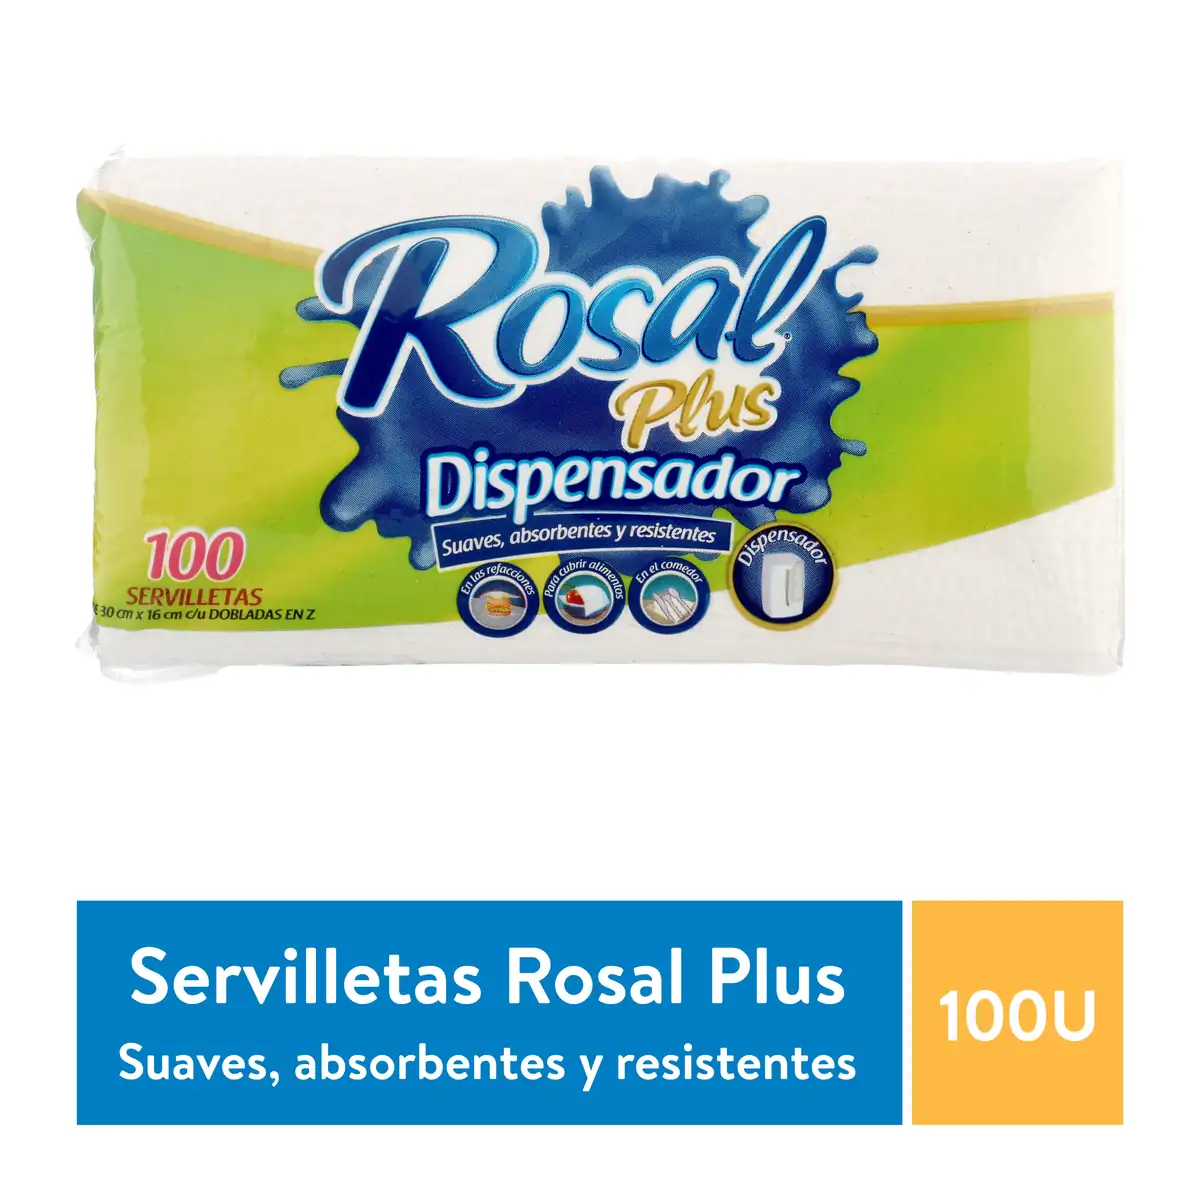 Rosal®
Plus
Dispensador
Suaves, absorbentes y resistentes
100
SERVILLETAS
DE 30 cm x 16 cm c/u DOBLADAS EN Z
En las refacciones
Para cubrir alimentos
En el comedor
Dispensador
Servilletas Rosal Plus
Suaves, absorbentes y resistentes
100U